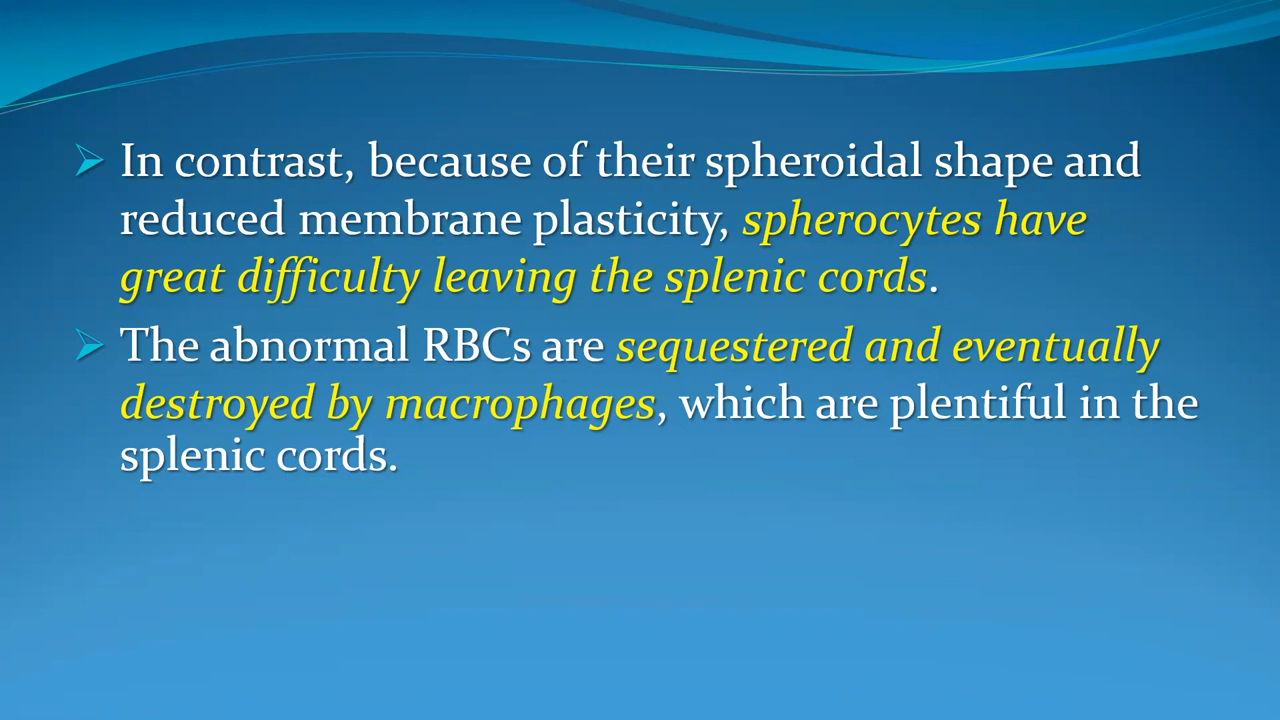 In contrast, because of their spheroidal shape and
reduced membrane plasticity, spherocytes have
great difficulty leaving the splenic cords.
The abnormal RBCs are sequestered and eventually
destroyed by macrophages, which are plentiful in the
splenic cords.